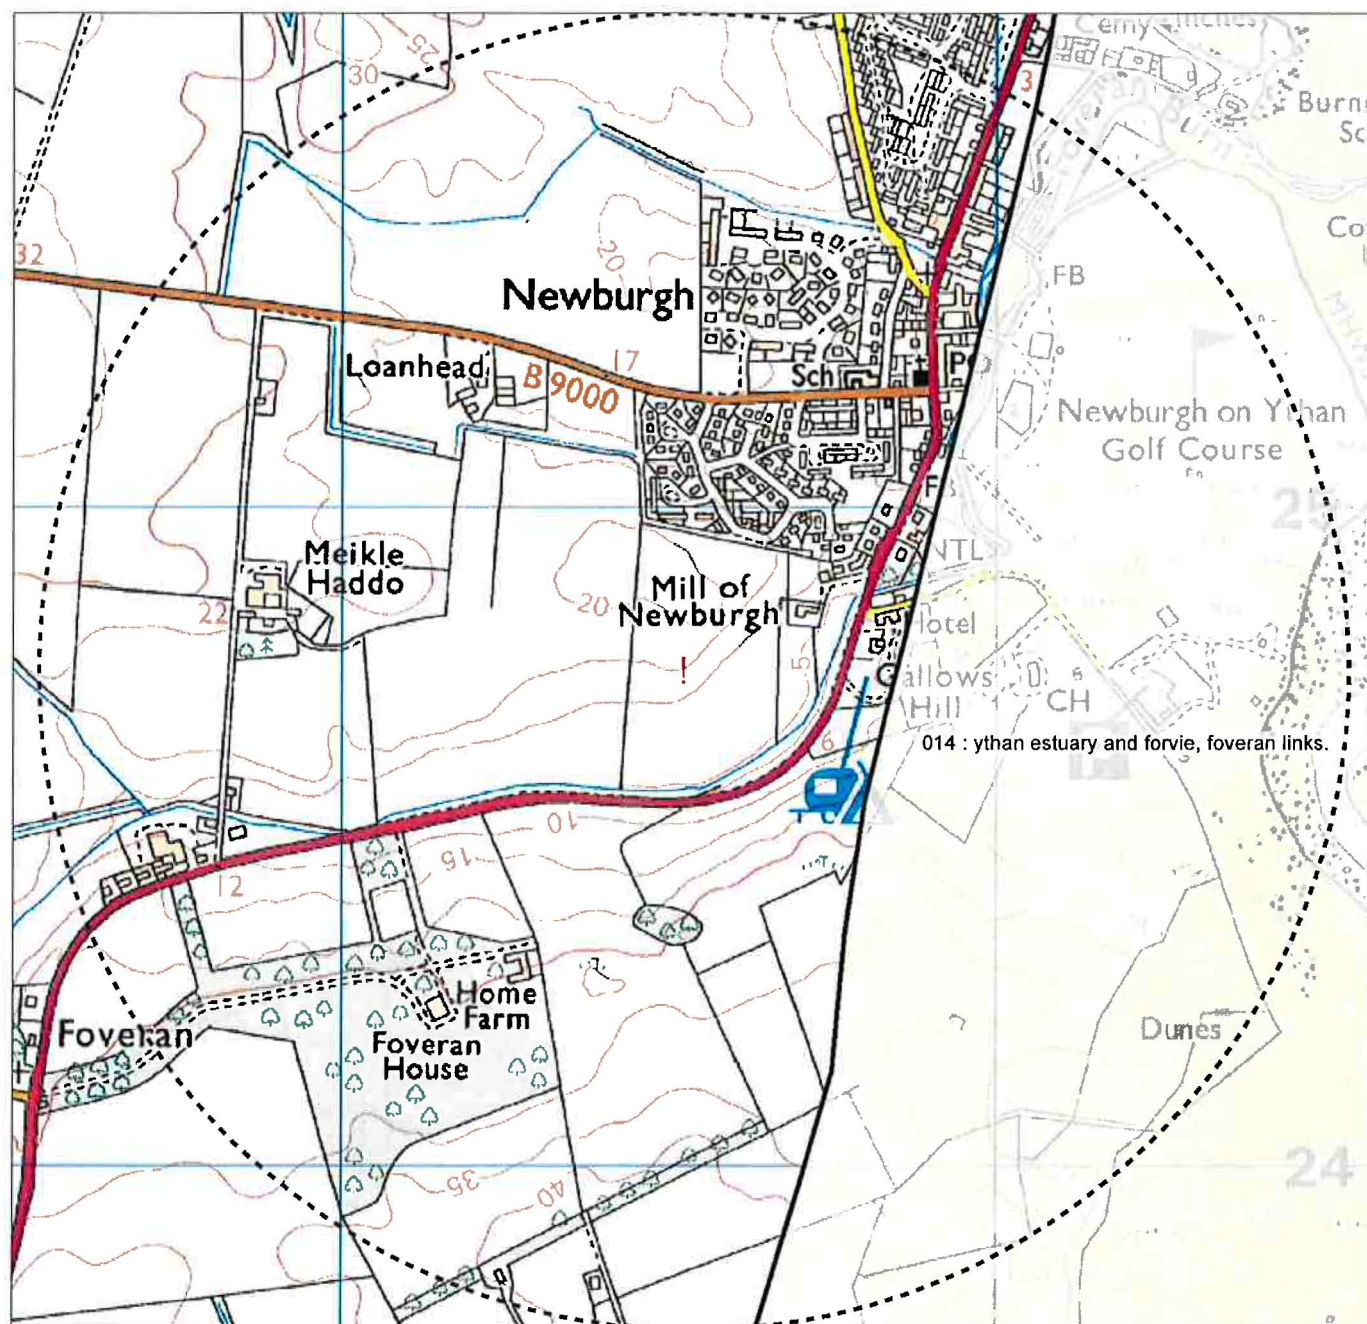 25
30
3
32
20
FB
Newburgh
17
Loanhead
B 9000
Sch
Newburgh on Ythan
Golf Course
25
Meikle
Haddo
Mill of
Newburgh
NTL
22
20
5
Hotel
!
Gallows
Hill
CH
6
014 : ythan estuary and forvie, foveran links.
10
15
12
Home
Farm
Foveran
Foveran
House
Dunes
24
35
40